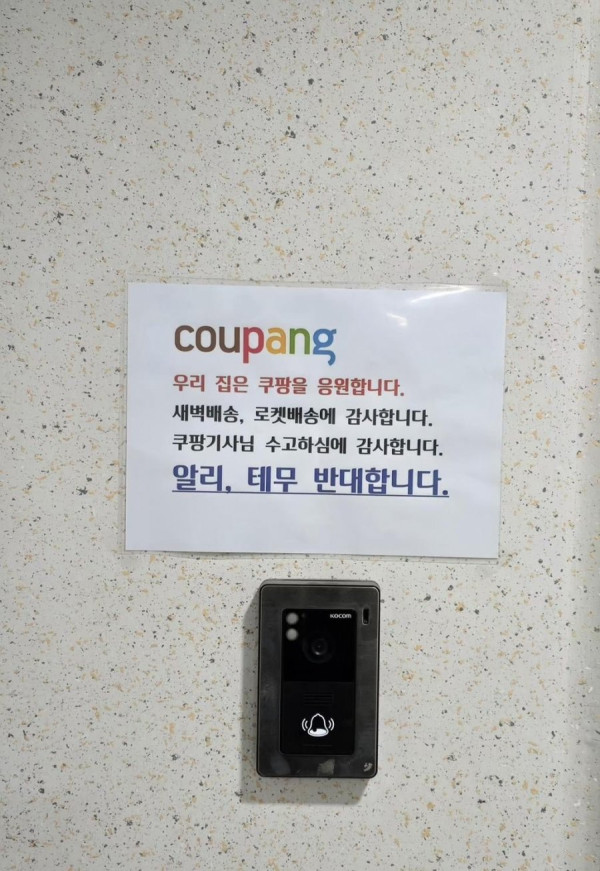 coupang
우리 집은 쿠팡을 응원합니다.
새벽배송, 로켓배송에 감사합니다.
쿠팡기사님 수고하심에 감사합니다.
알리, 테무 반대합니다.
KOCOM